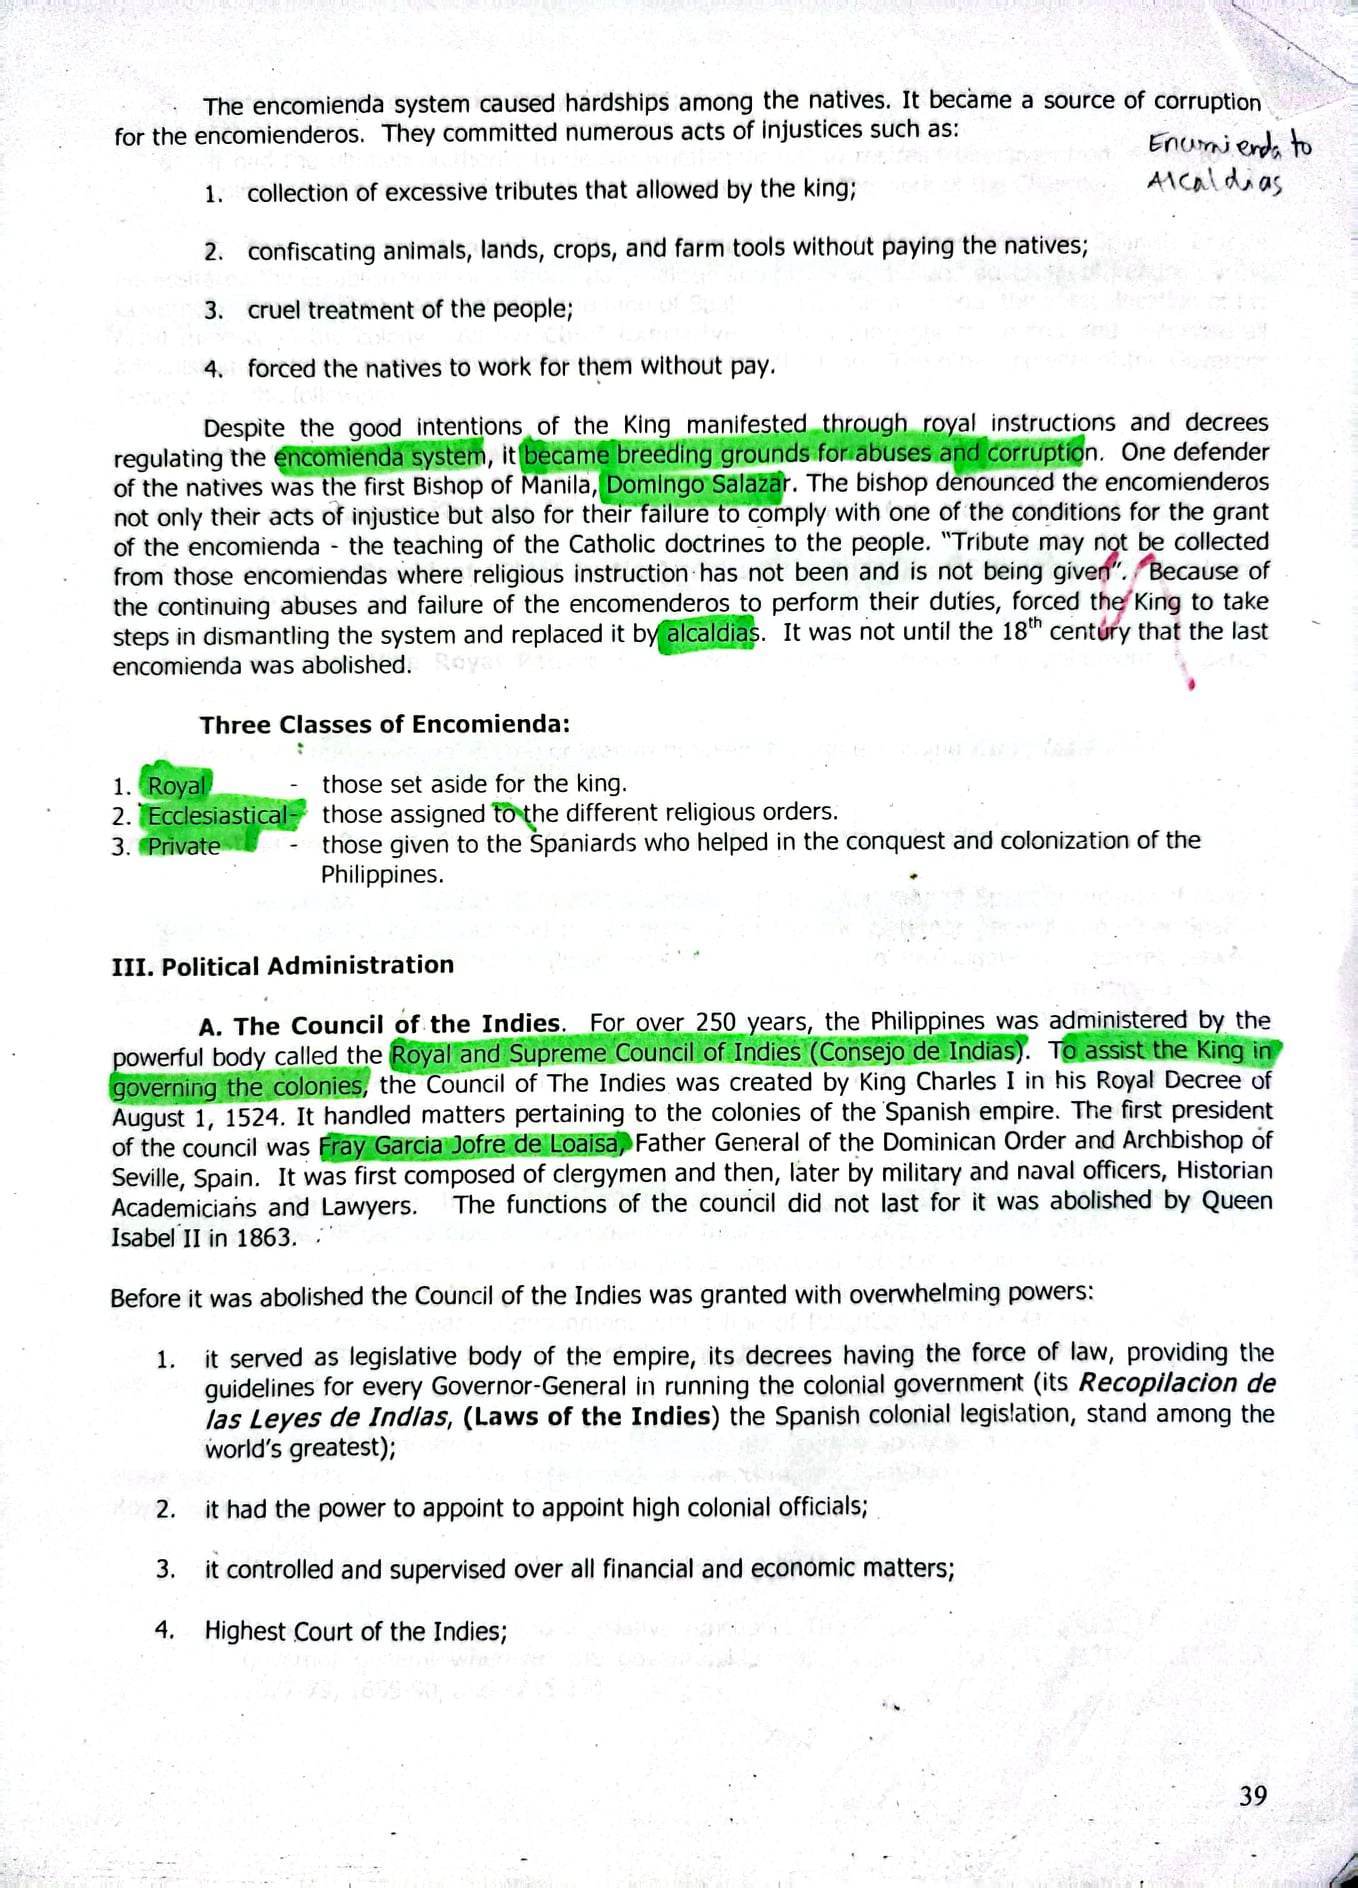 The encomienda system caused hardships among the natives. It became a source of corruption
for the encomienderos. They committed numerous acts of injustices such as:
Encumienda to
Alcaldias
1. collection of excessive tributes that allowed by the king;
2. confiscating animals, lands, crops, and farm tools without paying the natives;
3. cruel treatment of the people;
4. forced the natives to work for them without pay.
Despite the good intentions of the King manifested through royal instructions and decrees
regulating the encomienda system, it became breeding grounds for abuses and corruption. One defender
of the natives was the first Bishop of Manila, Domingo Salazar. The bishop denounced the encomienderos
not only their acts of injustice but also for their failure to comply with one of the conditions for the grant
of the encomienda - the teaching of the Catholic doctrines to the people. "Tribute may not be collected
from those encomiendas where religious instruction has not been and is not being given". Because of
the continuing abuses and failure of the encomenderos to perform their duties, forced the King to take
steps in dismantling the system and replaced it by alcaldias. It was not until the 18th century that the last
encomienda was abolished.
Three Classes of Encomienda:
1. Royal - those set aside for the king.
2. Ecclesiastical- those assigned to the different religious orders.
3. Private - those given to the Spaniards who helped in the conquest and colonization of the
Philippines.
III. Political Administration
A. The Council of the Indies. For over 250 years, the Philippines was administered by the
powerful body called the Royal and Supreme Council of Indies (Consejo de Indias). To assist the King in
governing the colonies, the Council of The Indies was created by King Charles I in his Royal Decree of
August 1, 1524. It handled matters pertaining to the colonies of the Spanish empire. The first president
of the council was Fray Garcia Jofre de Loaisa, Father General of the Dominican Order and Archbishop of
Seville, Spain. It was first composed of clergymen and then, later by military and naval officers, Historian
Academicians and Lawyers. The functions of the council did not last for it was abolished by Queen
Isabel II in 1863.
Before it was abolished the Council of the Indies was granted with overwhelming powers:
1. it served as legislative body of the empire, its decrees having the force of law, providing the
guidelines for every Governor-General in running the colonial government (its Recopilacion de
las Leyes de Indias, (Laws of the Indies) the Spanish colonial legislation, stand among the
world's greatest);
2. it had the power to appoint to appoint high colonial officials;
3. it controlled and supervised over all financial and economic matters;
4. Highest Court of the Indies;
39